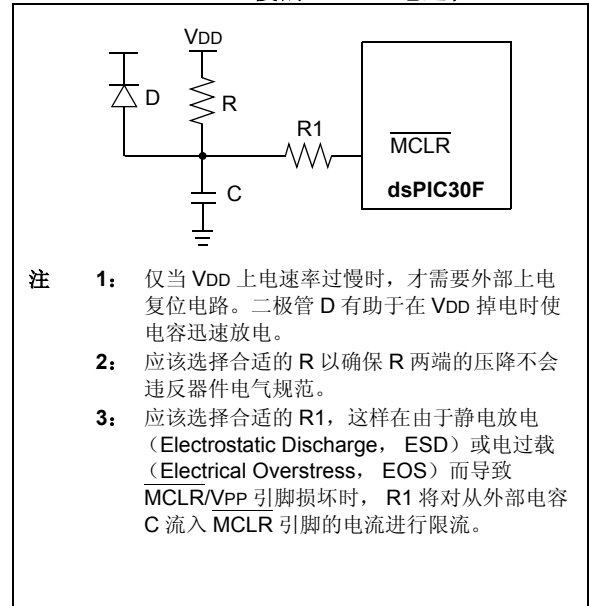 VDD
D
R
R1
MCLR
C
dsPIC30F
注 1: 仅当 VDD 上电速率过慢时,才需要外部上电
复位电路。二极管 D 有助于在 VDD 掉电时使
电容迅速放电。
2: 应该选择合适的 R 以确保 R 两端的压降不会
违反器件电气规范。
3: 应该选择合适的 R1,这样在由于静电放电
(Electrostatic Discharge, ESD)或电过载
(Electrical Overstress, EOS)而导致
MCLR/VPP 引脚损坏时, R1 将对从外部电容
C 流入 MCLR 引脚的电流进行限流。